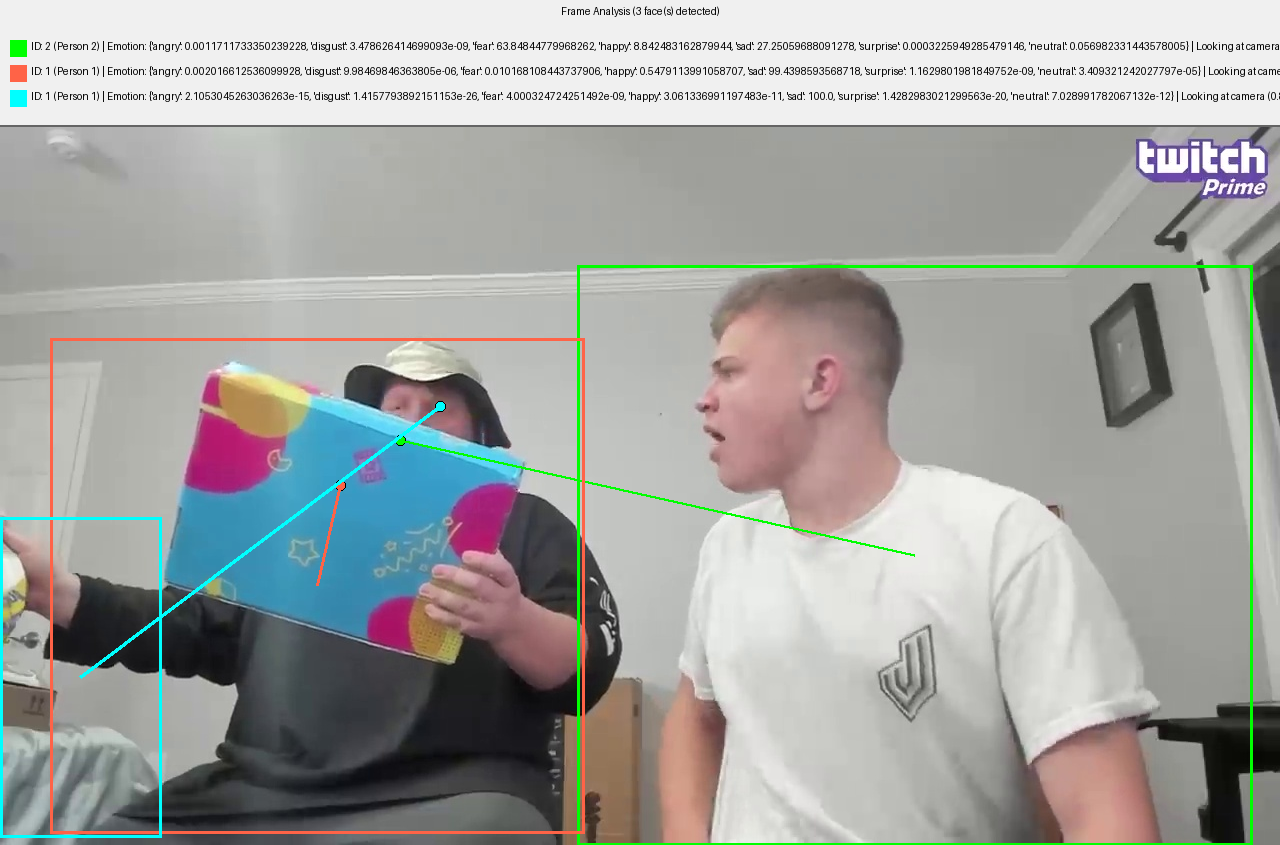 Frame Analysis (3 face(s) detected)
ID: 2 (Person 2) | Emotion: {'angry': 0.0011711733350239228, 'disgust': 3.478626414699093e-09, 'fear': 63.84844779968262, 'happy': 8.842483162879944, 'sad': 27.25059688091278, 'surprise': 0.0003225949285479146, 'neutral': 0.056982331443578005} | Looking at camera
ID: 1 (Person 1) | Emotion: {'angry': 0.002016612536099928, 'disgust': 9.98469846363805e-06, 'fear': 0.010168108443737906, 'happy': 0.5479113991058707, 'sad': 99.4398593568718, 'surprise': 1.1629801981849752e-09, 'neutral': 3.409321242027797e-05} | Looking at came
ID: 1 (Person 1) | Emotion: {'angry': 2.1053045263036263e-15, 'disgust': 1.4157793892151153e-26, 'fear': 4.000324724251492e-09, 'happy': 3.061336991197483e-11, 'sad': 100.0, 'surprise': 1.4282983021299563e-20, 'neutral': 7.028991782067132e-12} | Looking at camera (0.8
twitch
Prime